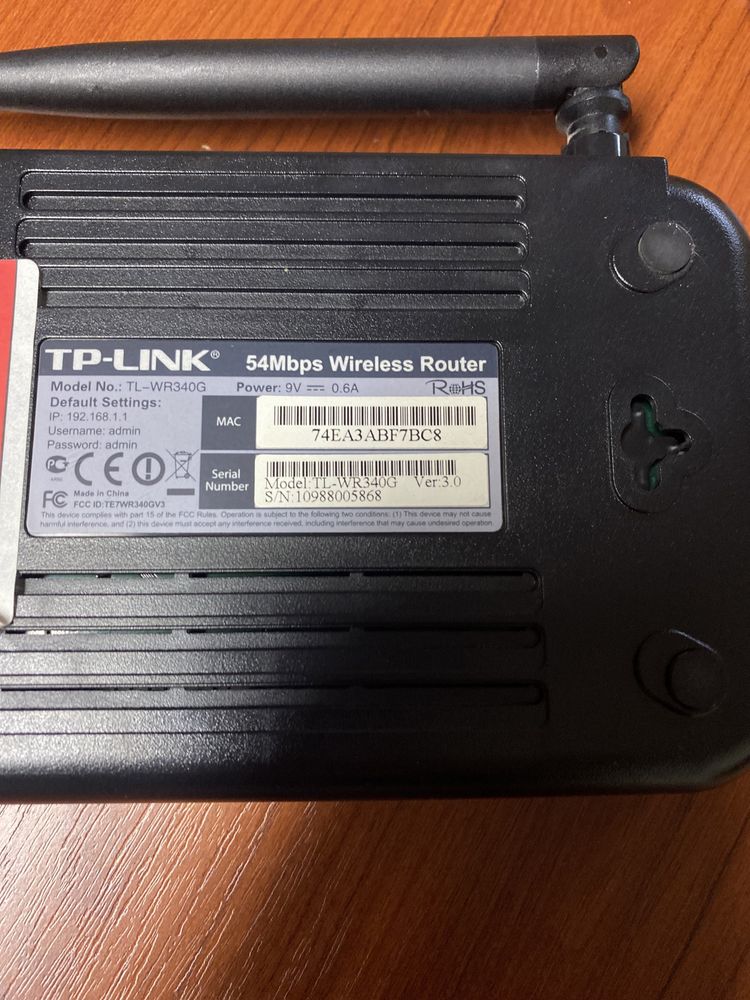 TP-LINK® 54Mbps Wireless Router
Model No.: TL-WR340G Power: 9V ⎓ 0.6A RoHS
Default Settings:
IP: 192.168.1.1
Username: admin
Password: admin
MAC
74EA3ABF7BC8
CE
Serial Number
Model:TL-WR340G Ver:3.0
S/N:10988005868
FC Made in China
FCC ID:TE7WR340GV3
This device complies with part 15 of the FCC Rules. Operation is subject to the following two conditions: (1) This device may not cause
harmful interference, and (2) this device must accept any interference received, including interference that may cause undesired operation.